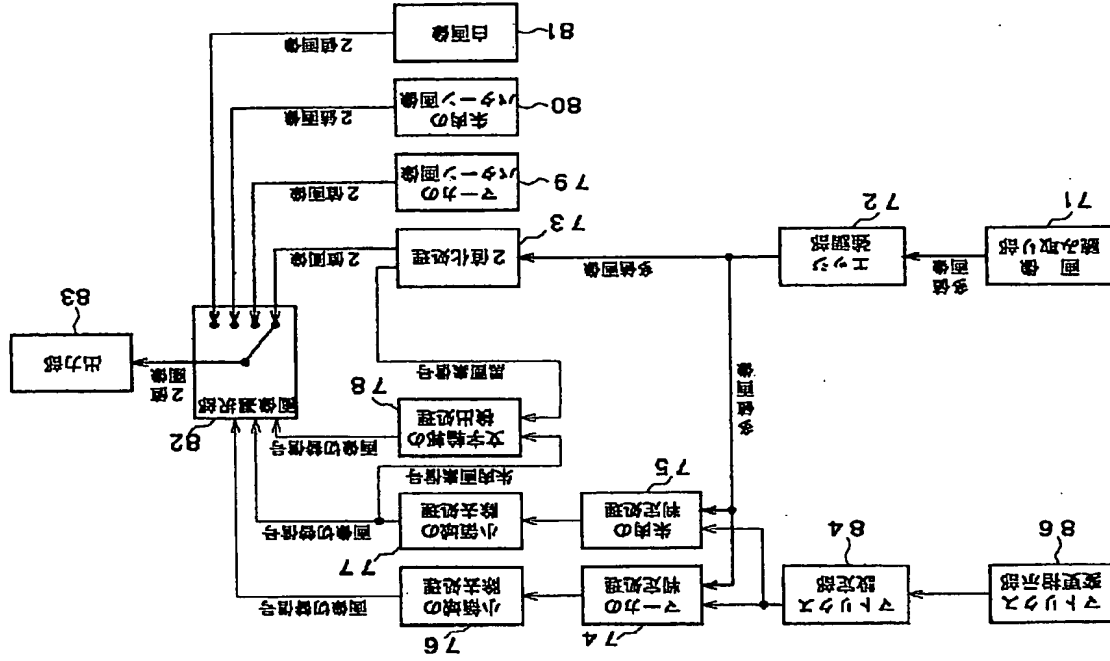 76
74
86
マトリクス
変更指示部
84
マトリクス
設定部
マーカの
判定処理
小領域の
除去処理
画像切替信号
77
75
朱肉の
判定処理
小領域の
除去処理
画像切替信号
朱肉画素信号
78
文字輪郭の
検出処理
画像切替信号
黒画素信号
82
画像選択部
2値
画像
83
出力部
多値画像
71
画像
読み取り部
多値
画像
72
エッジ
強調部
多値画像
73
2値化処理
2値画像
79
マーカの
パターン画像
2値画像
80
朱肉の
パターン画像
2値画像
81
白画像
2値画像